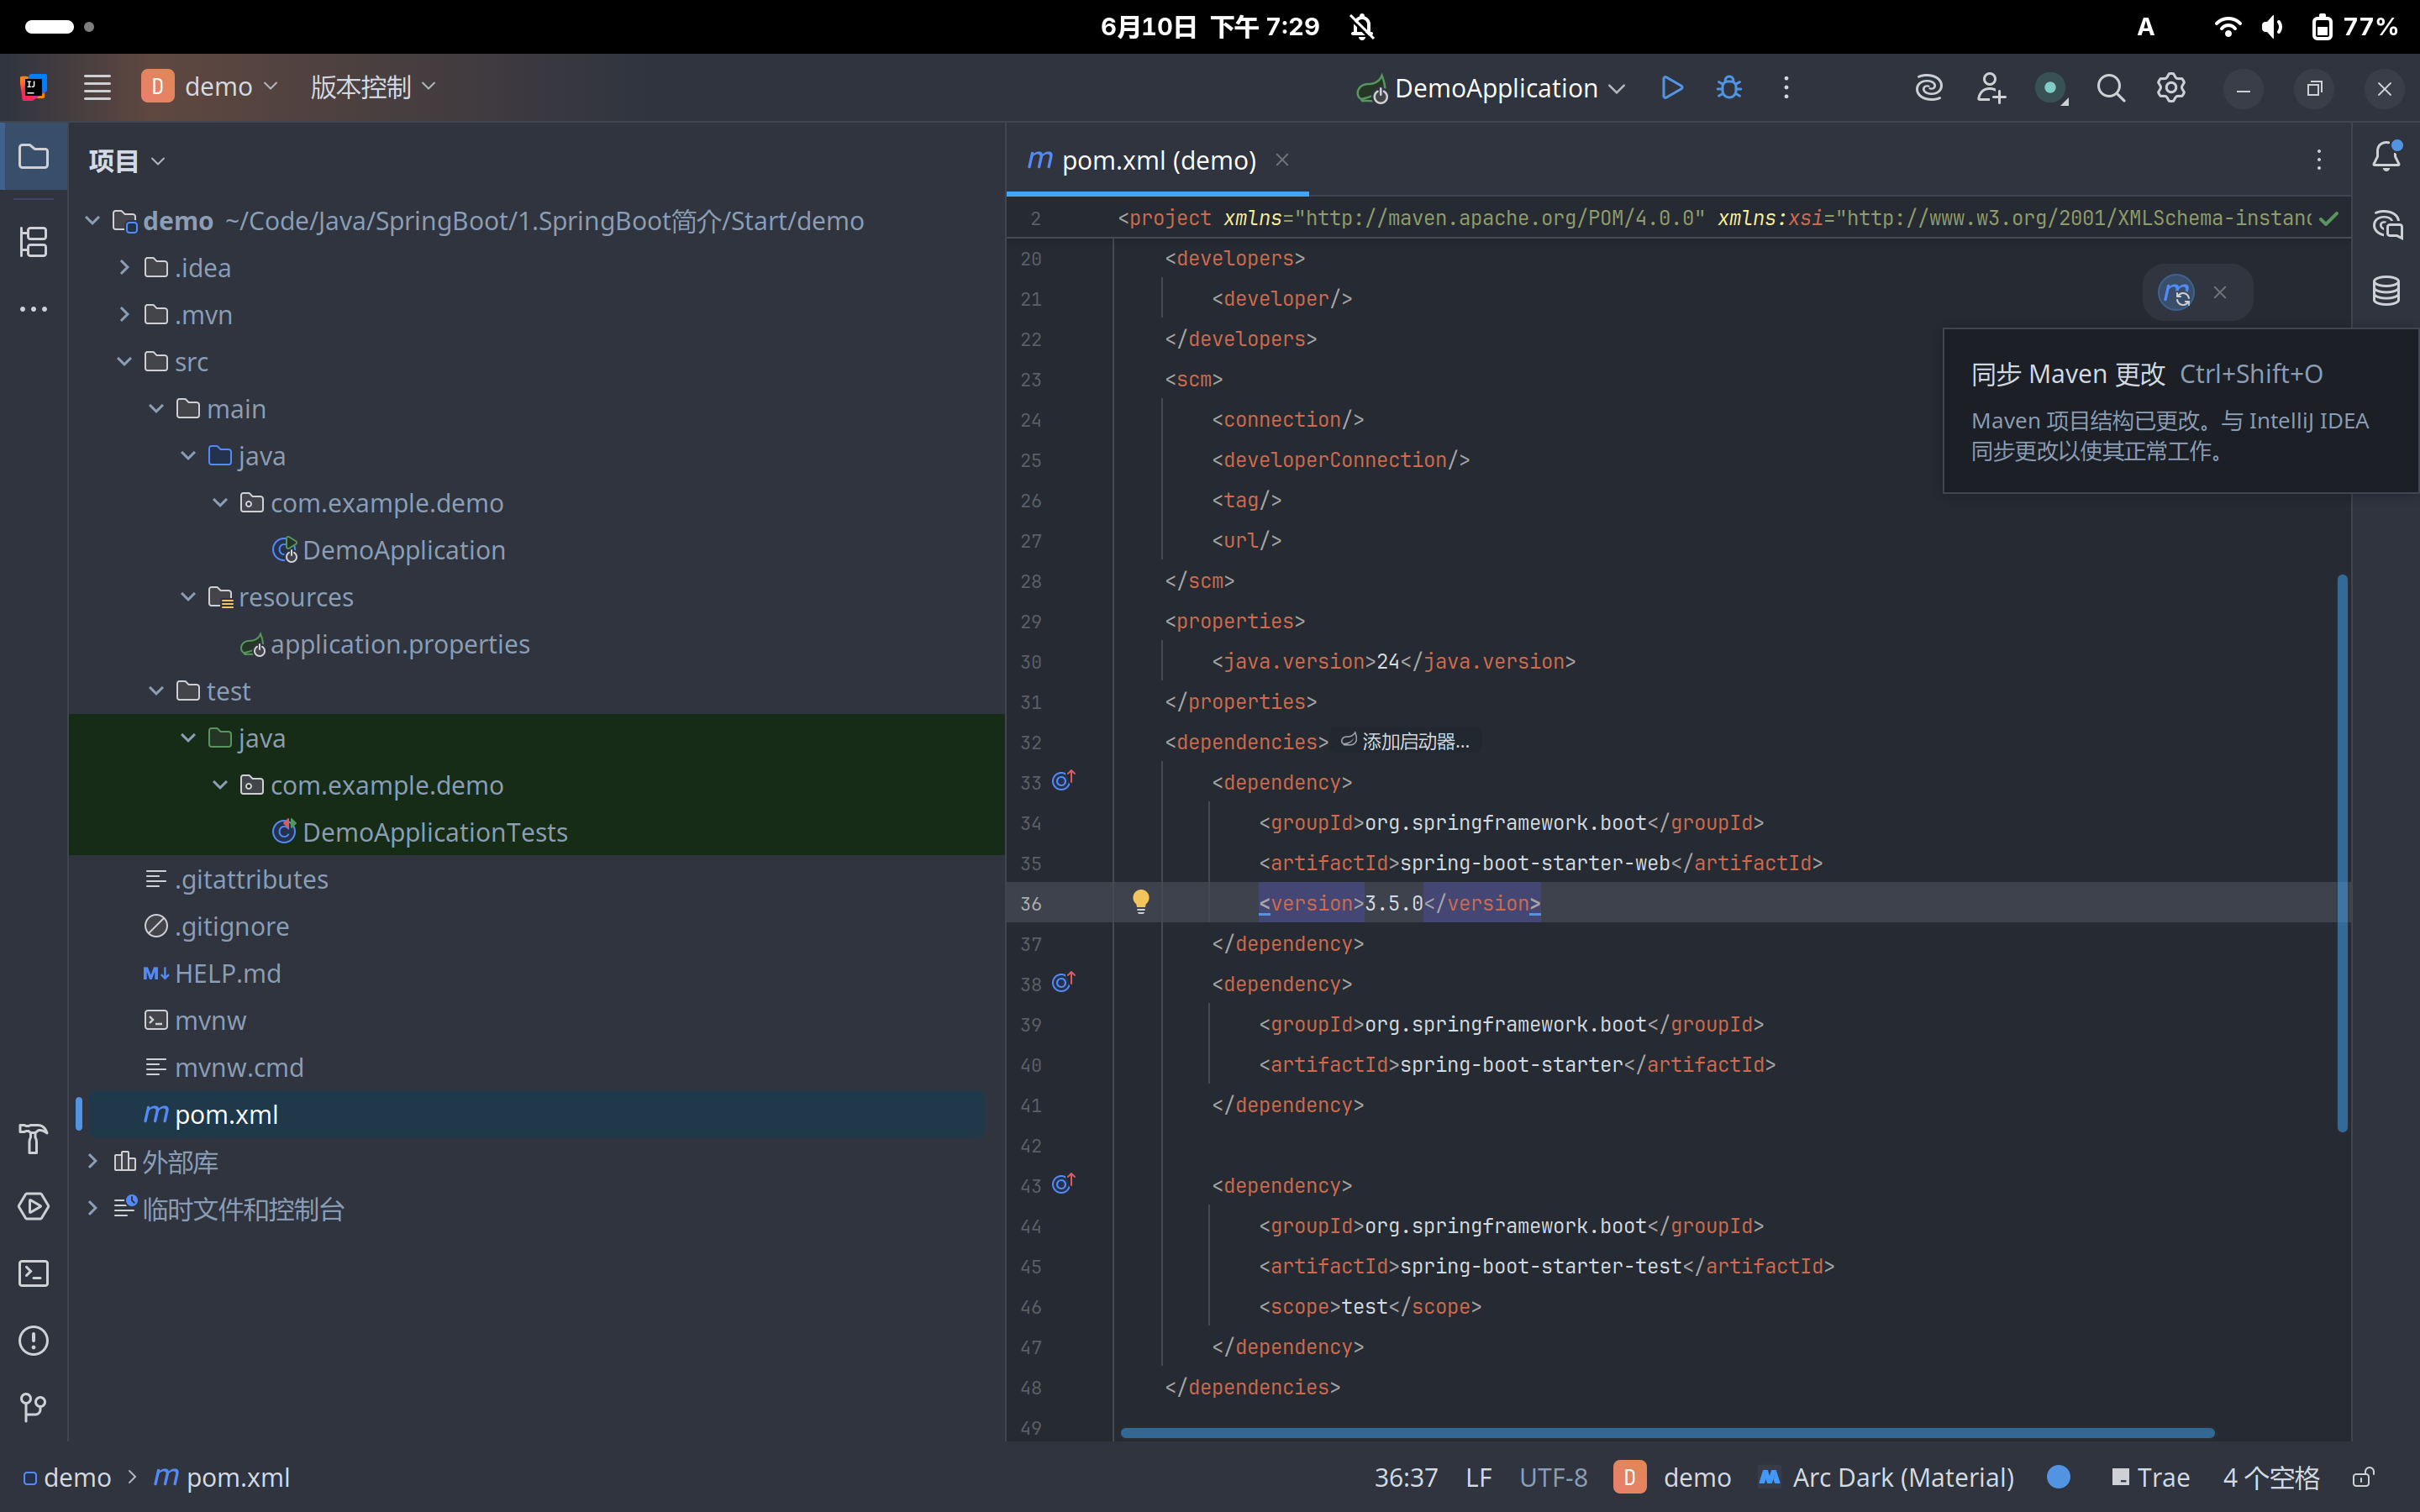 6月10日 下午 7:29
A
77%
D demo 版本控制
DemoApplication
项目
demo ~/Code/Java/SpringBoot/1.SpringBoot简介/Start/demo
.idea
.mvn
src
main
java
com.example.demo
DemoApplication
resources
application.properties
test
java
com.example.demo
DemoApplicationTests
.gitattributes
.gitignore
M↓ HELP.md
mvnw
mvnw.cmd
m pom.xml
外部库
临时文件和控制台
m pom.xml (demo)
2 <project xmlns="http://maven.apache.org/POM/4.0.0" xmlns:xsi="http://www.w3.org/2001/XMLSchema-instanc
20 <developers>
21 <developer/>
22 </developers>
23 <scm>
24 <connection/>
25 <developerConnection/>
26 <tag/>
27 <url/>
28 </scm>
29 <properties>
30 <java.version>24</java.version>
31 </properties>
32 <dependencies> 添加启动器...
33 <dependency>
34 <groupId>org.springframework.boot</groupId>
35 <artifactId>spring-boot-starter-web</artifactId>
36 <version>3.5.0</version>
37 </dependency>
38 <dependency>
39 <groupId>org.springframework.boot</groupId>
40 <artifactId>spring-boot-starter</artifactId>
41 </dependency>
42
43 <dependency>
44 <groupId>org.springframework.boot</groupId>
45 <artifactId>spring-boot-starter-test</artifactId>
46 <scope>test</scope>
47 </dependency>
48 </dependencies>
49
m
同步 Maven 更改 Ctrl+Shift+O
Maven 项目结构已更改。与 IntelliJ IDEA
同步更改以使其正常工作。
demo > m pom.xml
36:37 LF UTF-8 D demo Arc Dark (Material) Trae 4 个空格